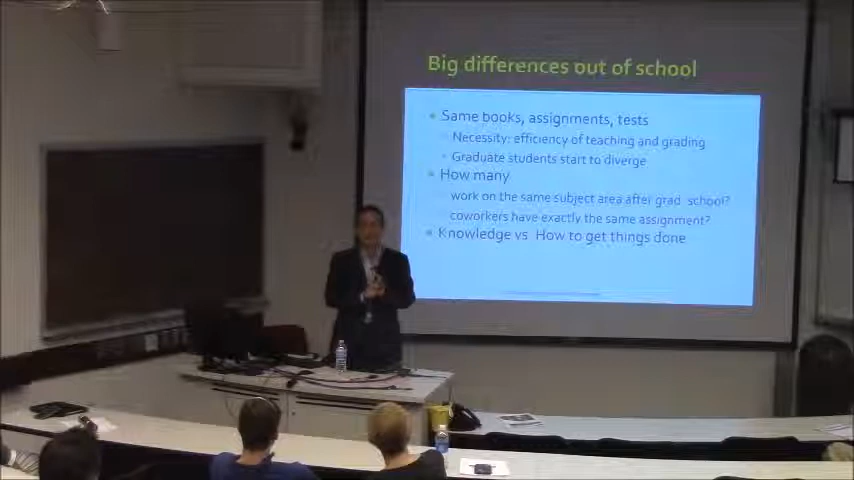 Big differences out of school
Same books, assignments, tests
Necessity: efficiency of teaching and grading
Graduate students start to diverge
How many
work on the same subject area after grad school?
coworkers have exactly the same assignment?
Knowledge vs How to get things done